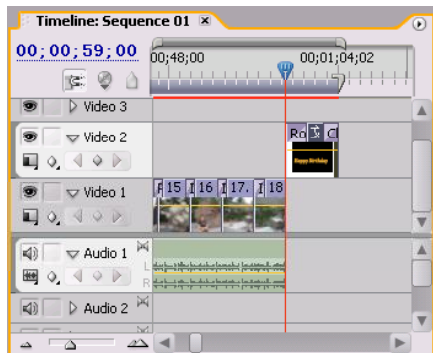 Timeline: Sequence 01 ×
00;00;59;00
00;48;00 00;01;04;02
Video 3
Video 2
Ro Cl
Happy Birthday
Video 1
15 16 17. 18
Audio 1
L
R
Audio 2